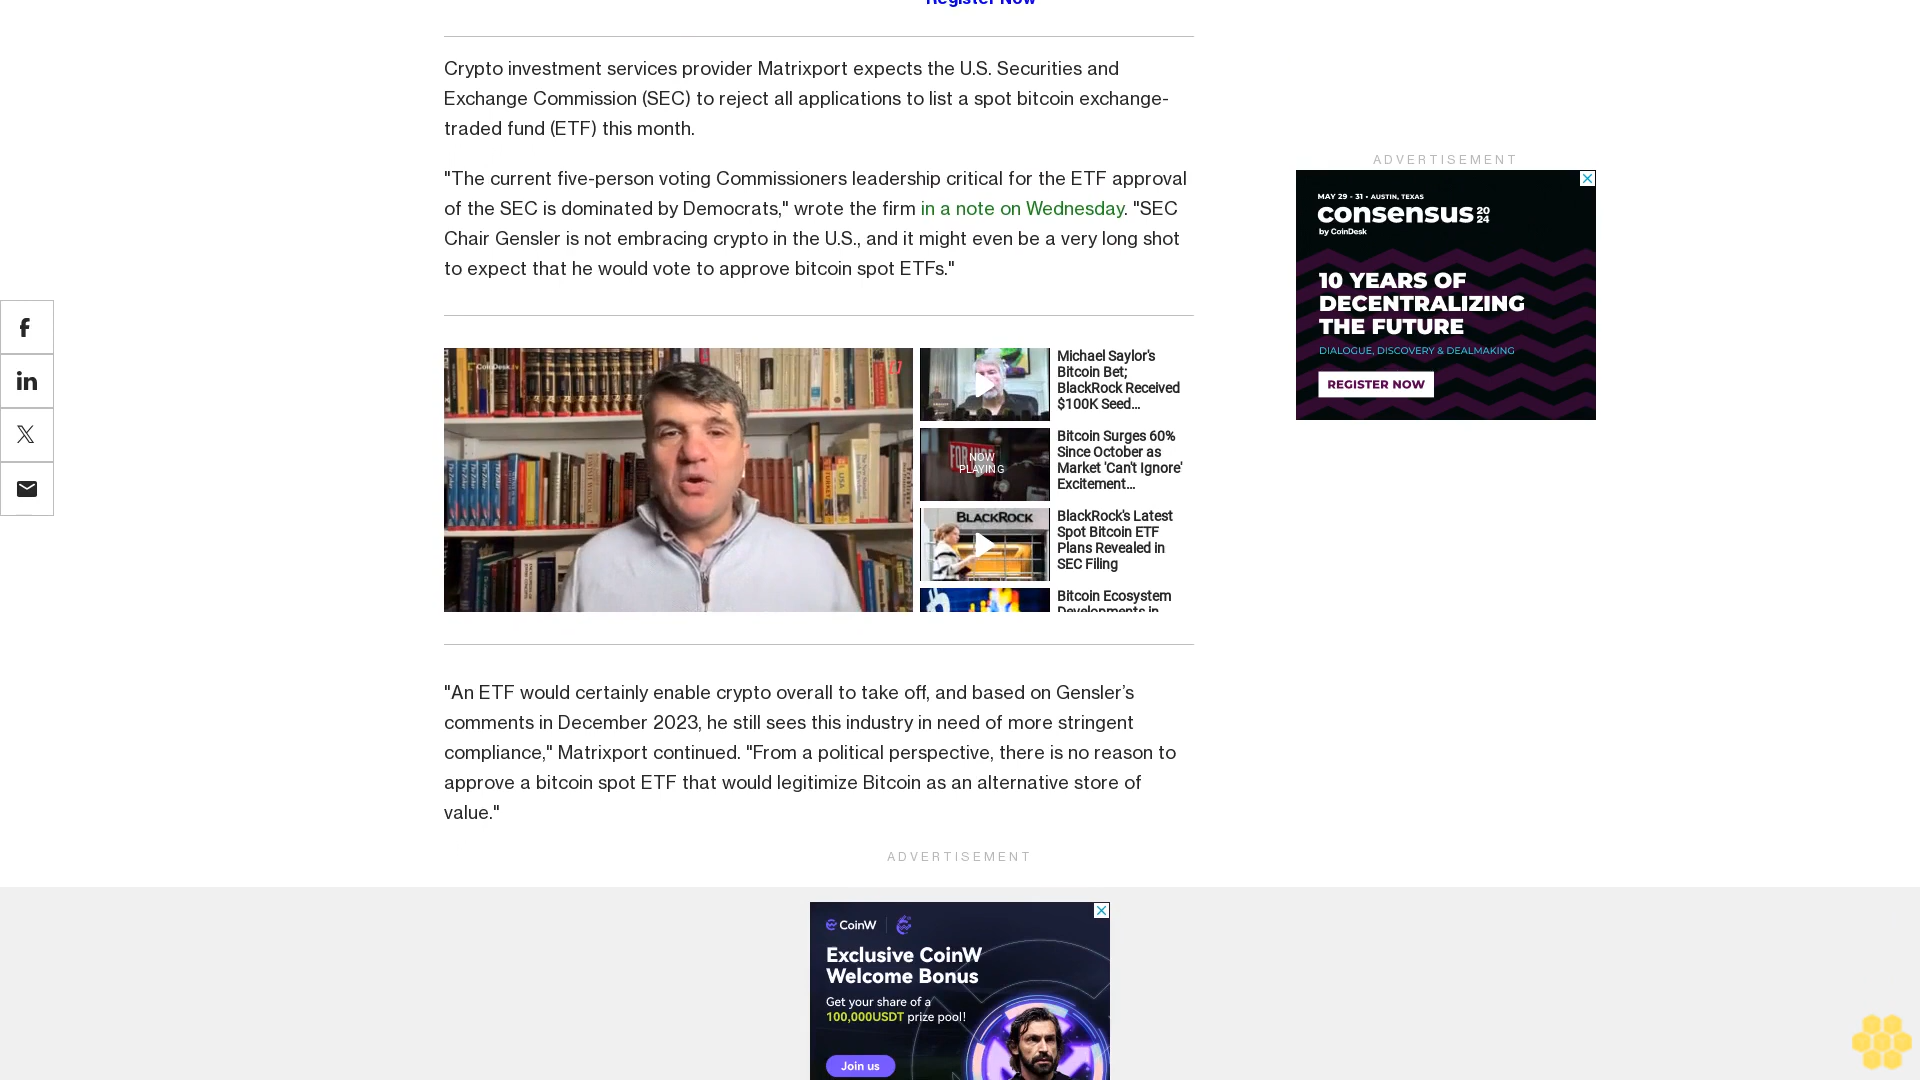 Register Now
Crypto investment services provider Matrixport expects the U.S. Securities and
Exchange Commission (SEC) to reject all applications to list a spot bitcoin exchange-
traded fund (ETF) this month.
"The current five-person voting Commissioners leadership critical for the ETF approval
of the SEC is dominated by Democrats," wrote the firm in a note on Wednesday. "SEC
Chair Gensler is not embracing crypto in the U.S., and it might even be a very long shot
to expect that he would vote to approve bitcoin spot ETFs."
ADVERTISEMENT
MAY 29 - 31 • AUSTIN, TEXAS
consensus 2024
by CoinDesk
10 YEARS OF
DECENTRALIZING
THE FUTURE
DIALOGUE, DISCOVERY & DEALMAKING
REGISTER NOW
CoinDesk.tv
Michael Saylor's
Bitcoin Bet;
BlackRock Received
$100K Seed...
FOR HIRE
NOW
PLAYING
Bitcoin Surges 60%
Since October as
Market 'Can't Ignore'
Excitement...
BLACKROCK
BlackRock's Latest
Spot Bitcoin ETF
Plans Revealed in
SEC Filing
Bitcoin Ecosystem
Developments in
"An ETF would certainly enable crypto overall to take off, and based on Gensler’s
comments in December 2023, he still sees this industry in need of more stringent
compliance," Matrixport continued. "From a political perspective, there is no reason to
approve a bitcoin spot ETF that would legitimize Bitcoin as an alternative store of
value."
ADVERTISEMENT
CoinW
Exclusive CoinW
Welcome Bonus
Get your share of a
100,000USDT prize pool!
Join us